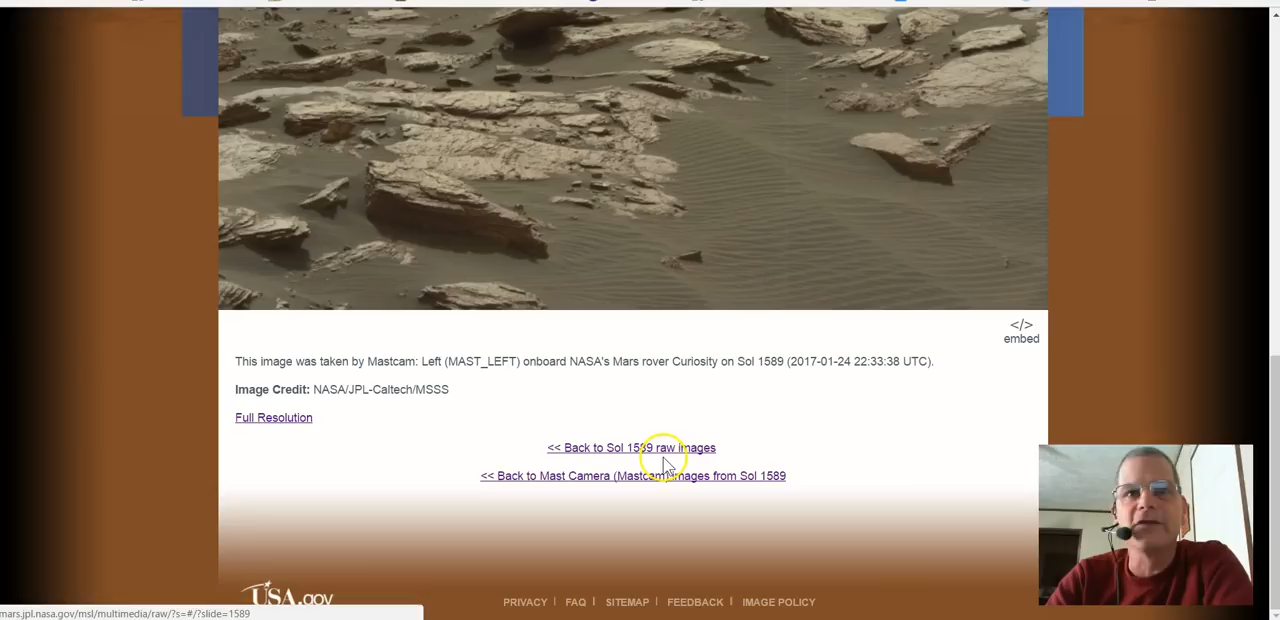 </>
embed
This image was taken by Mastcam: Left (MAST_LEFT) onboard NASA's Mars rover Curiosity on Sol 1589 (2017-01-24 22:33:38 UTC).
Image Credit: NASA/JPL-Caltech/MSSS
Full Resolution
<< Back to Sol 1589 raw images
<< Back to Mast Camera (Mastcam) images from Sol 1589
USA.gov
PRIVACY | FAQ | SITEMAP | FEEDBACK | IMAGE POLICY
mars.jpl.nasa.gov/msl/multimedia/raw/?s=#/?slide=1589